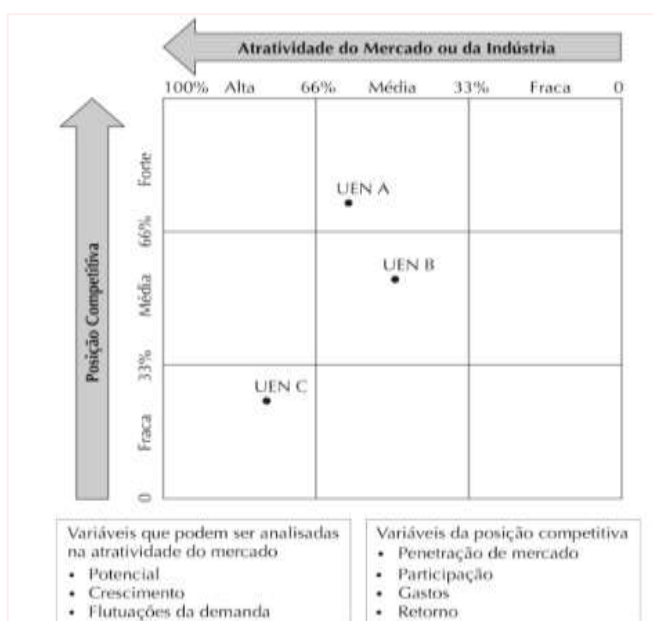 Atratividade do Mercado ou da Indústria
100% Alta 66% Média 33% Fraca 0
Posição Competitiva
Forte
66%
Média
33%
Fraca
0
UEN A
UEN B
UEN C
Variáveis que podem ser analisadas
na atratividade do mercado
• Potencial
• Crescimento
• Flutuações da demanda
Variáveis da posição competitiva
• Penetração de mercado
• Participação
• Gastos
• Retorno